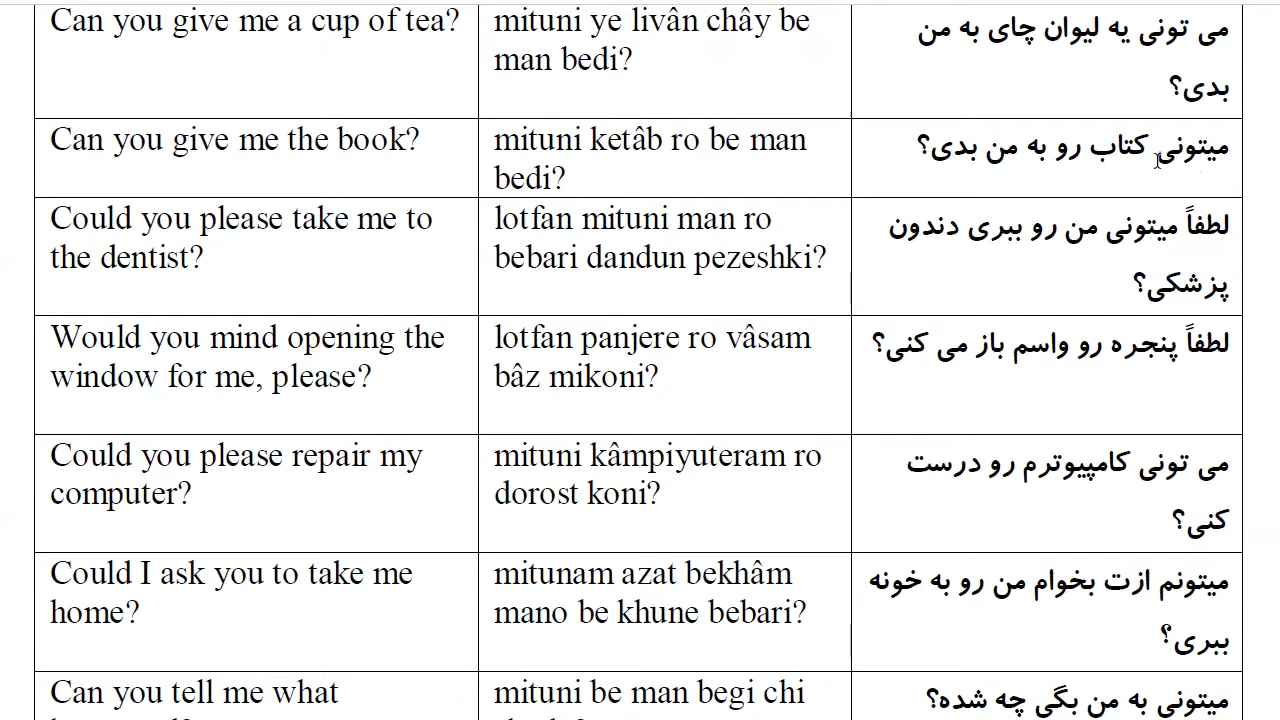 Can you give me a cup of tea?
mituni ye livân chây be
man bedi?
می تونی یه لیوان چای به من
بدی؟
Can you give me the book?
mituni ketâb ro be man
bedi?
میتونی کتاب رو به من بدی؟
Could you please take me to
the dentist?
lotfan mituni man ro
bebari dandun pezeshki?
لطفاً میتونی من رو ببری دندون
پزشکی؟
Would you mind opening the
window for me, please?
lotfan panjere ro vâsam
bâz mikoni?
لطفاً پنجره رو واسم باز می کنی؟
Could you please repair my
computer?
mituni kâmpiyuteram ro
dorost koni?
می تونی کامپیوترم رو درست
کنی؟
Could I ask you to take me
home?
mitunam azat bekhâm
mano be khune bebari?
میتونم ازت بخوام من رو به خونه
ببری؟
Can you tell me what
mituni be man begi chi
میتونی به من بگی چه شده؟